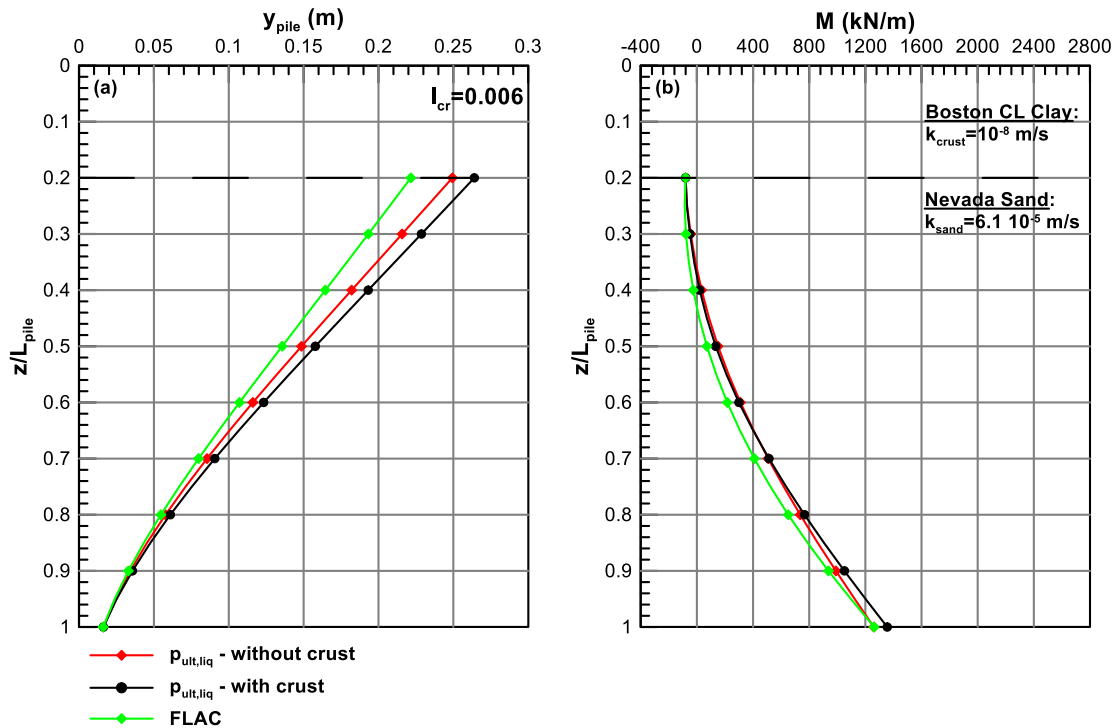 y_pile (m)
0 0.05 0.1 0.15 0.2 0.25 0.3
M (kN/m)
-400 0 400 800 1200 1600 2000 2400 2800
(a)
I_cr=0.006
(b)
Boston CL Clay:
k_crust=10^-8 m/s
Nevada Sand:
k_sand=6.1 10^-5 m/s
z/L_pile
0
0.1
0.2
0.3
0.4
0.5
0.6
0.7
0.8
0.9
1
z/L_pile
0
0.1
0.2
0.3
0.4
0.5
0.6
0.7
0.8
0.9
1
p_ult,liq - without crust
p_ult,liq - with crust
FLAC